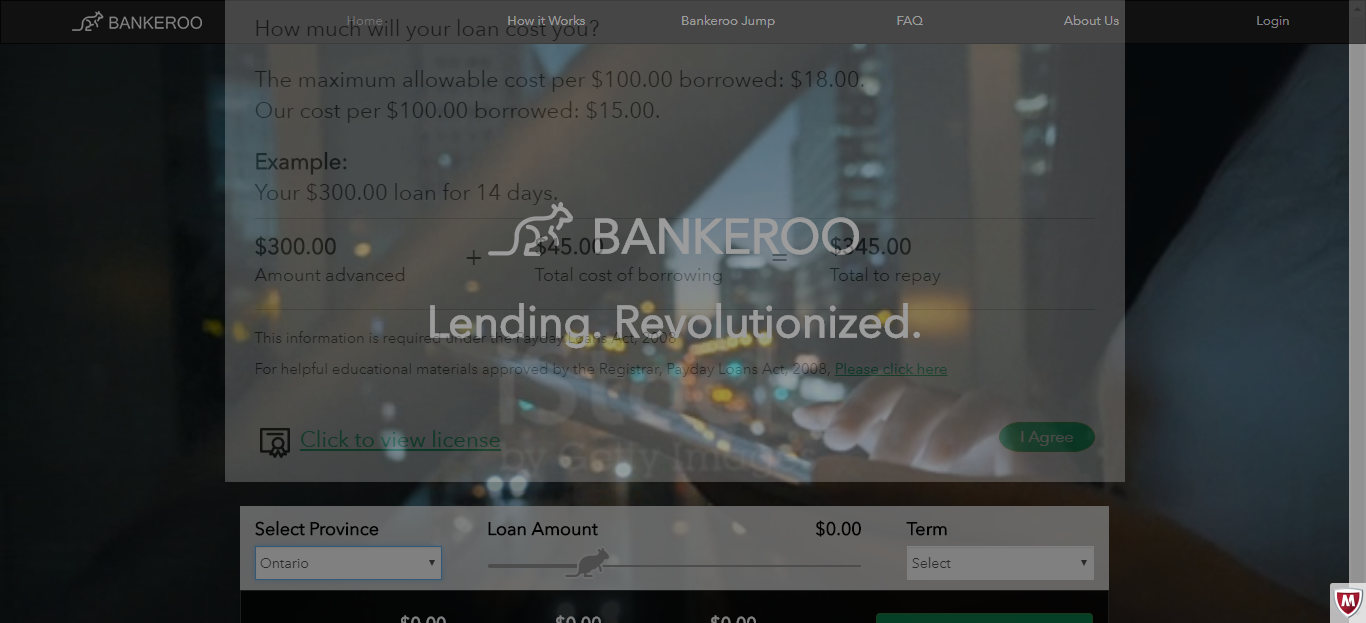 BANKEROO
Home
How it Works
Bankeroo Jump
FAQ
About Us
Login
How much will your loan cost you?
The maximum allowable cost per $100.00 borrowed: $18.00.
Our cost per $100.00 borrowed: $15.00.
Example:
Your $300.00 loan for 14 days.
BANKEROO
$300.00 + $45.00 = $345.00
Amount advanced Total cost of borrowing Total to repay
Lending. Revolutionized.
This information is required under the Payday Loans Act, 2008
For helpful educational materials approved by the Registrar, Payday Loans Act, 2008, Please click here
iStock
by Getty Images
Click to view license
I Agree
Select Province
Loan Amount
$0.00
Term
Ontario
Select
$0.00 $0.00 $0.00